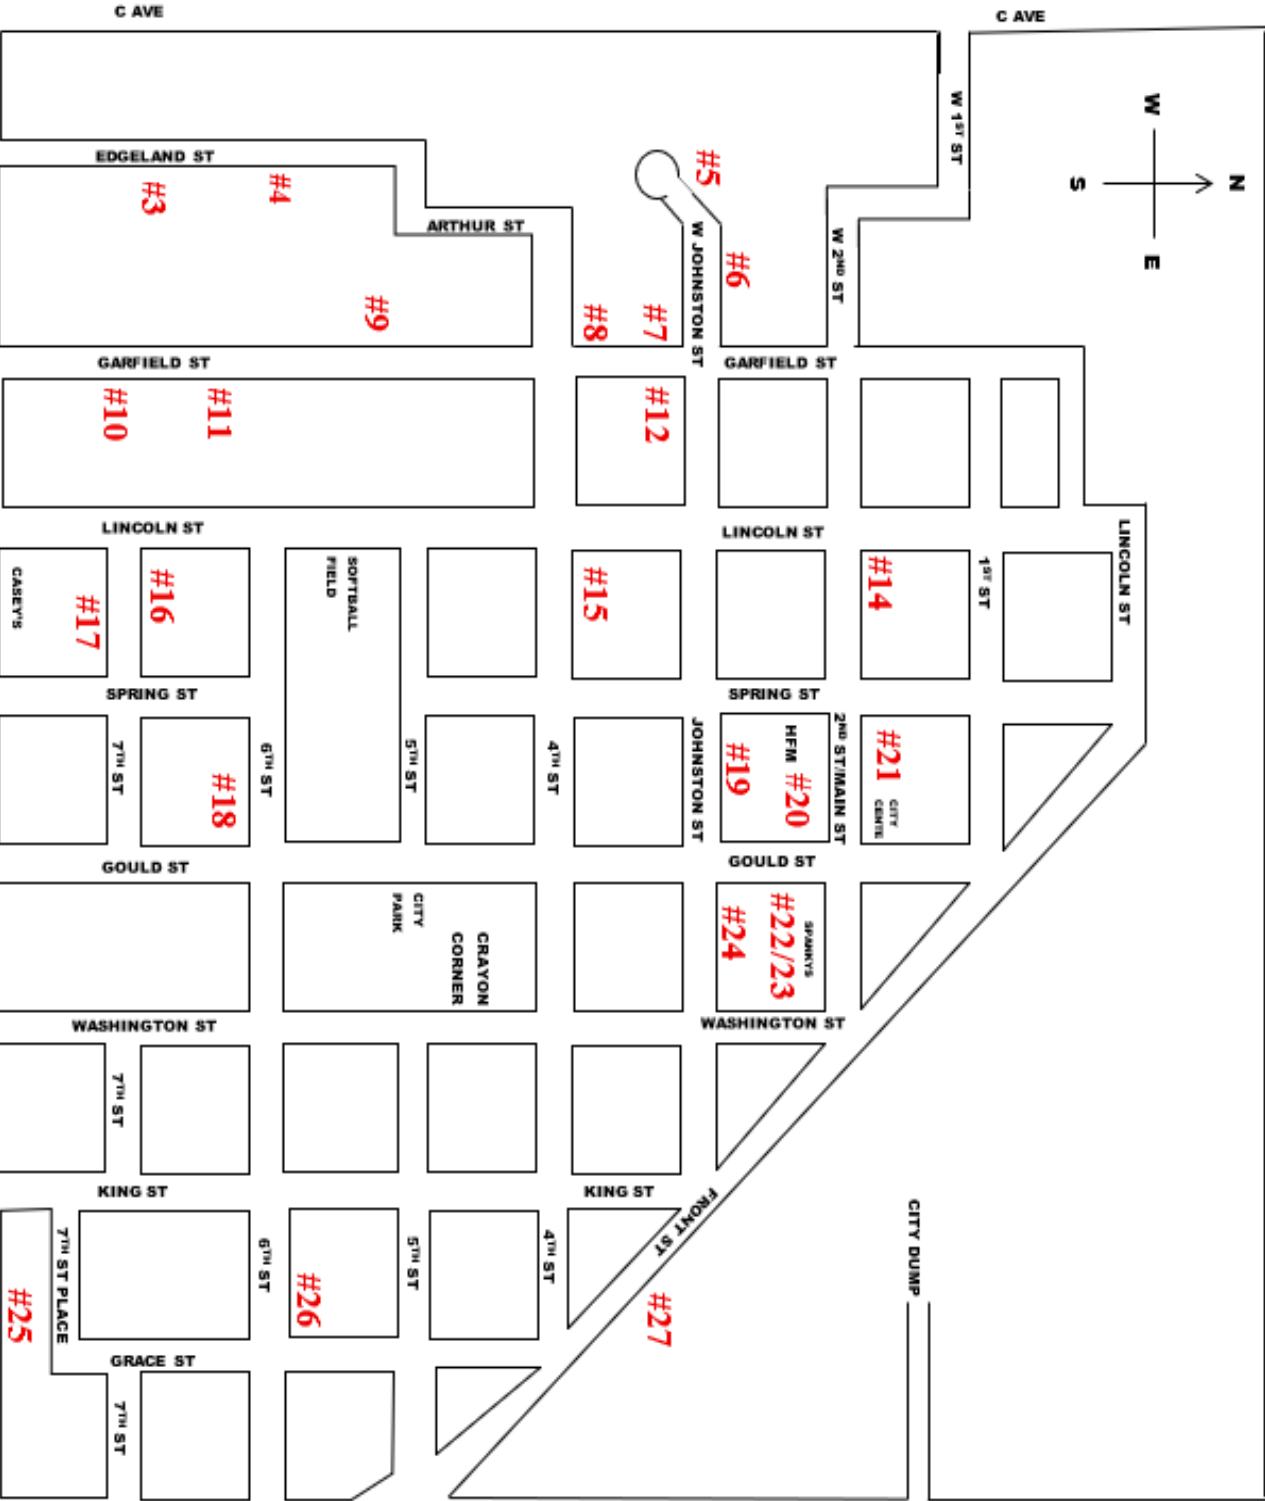 C AVE
C AVE
W 1ST ST
W
N
S
E
EDGELAND ST
#3
#4
#5
ARTHUR ST
W JOHNSTON ST
#6
W 2ND ST
#9
#8
#7
GARFIELD ST
GARFIELD ST
#10
#11
#12
LINCOLN ST
LINCOLN ST
LINCOLN ST
CASEY'S
#17
#16
SOFTBALL
FIELD
#15
#14
1ST ST
SPRING ST
SPRING ST
7TH ST
#18
6TH ST
5TH ST
4TH ST
JOHNSTON ST
#19
HFM
#20
2ND ST/MAIN ST
#21
CITY
CENTE
GOULD ST
GOULD ST
CITY
PARK
CRAYON
CORNER
#24
#22/23
SPANKYS
WASHINGTON ST
WASHINGTON ST
7TH ST
KING ST
KING ST
FRONT ST
CITY DUMP
#25
7TH ST PLACE
6TH ST
#26
5TH ST
4TH ST
#27
GRACE ST
7TH ST